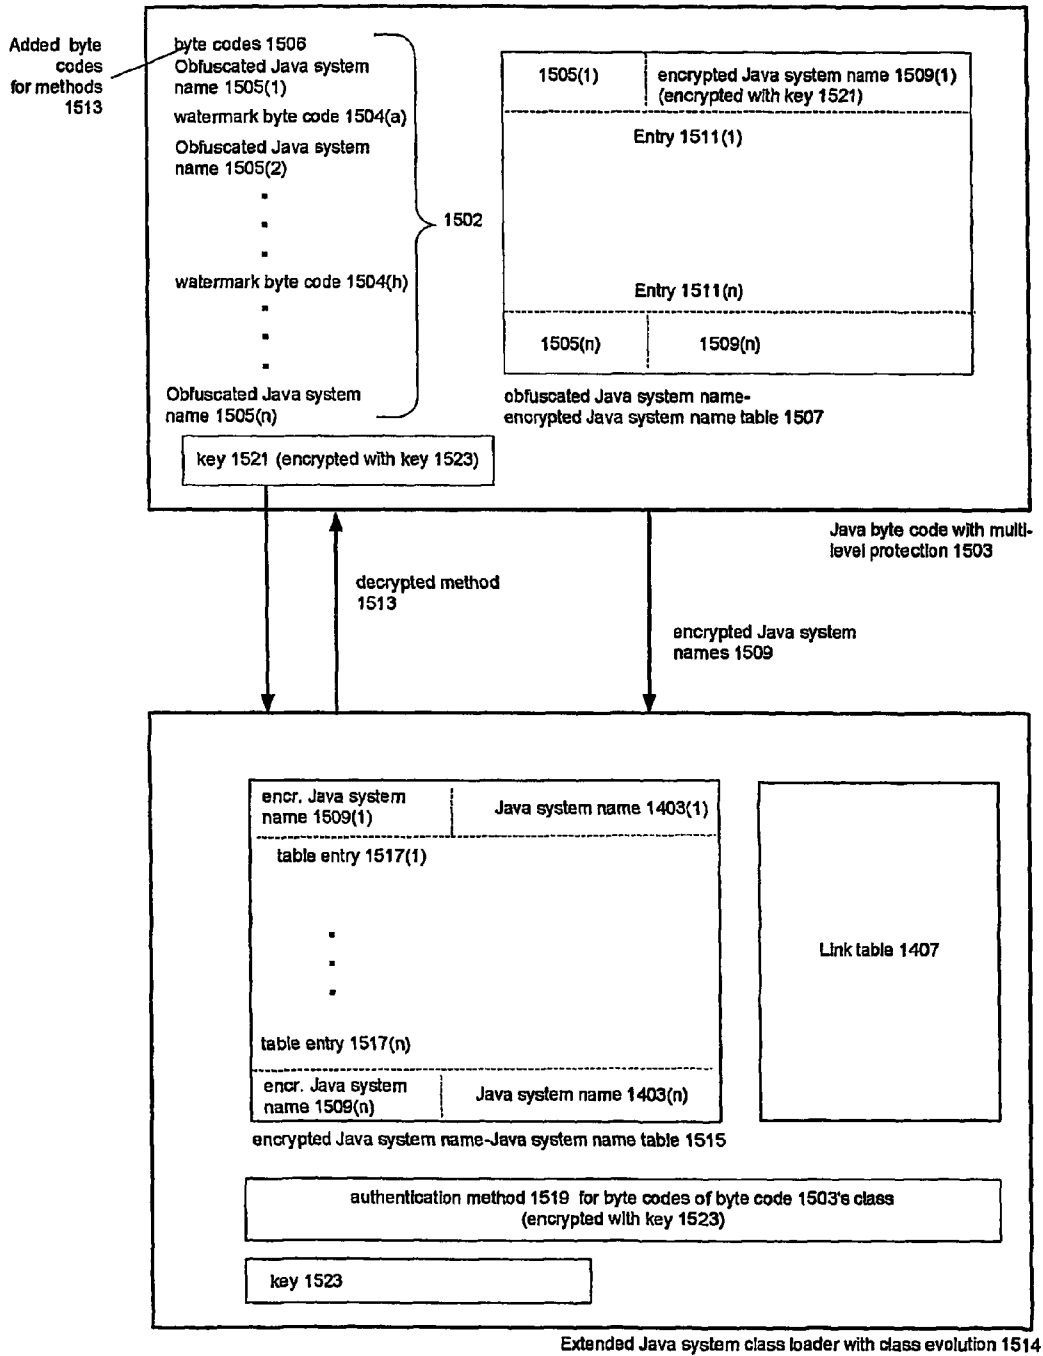 Added byte
codes
for methods
1513
byte codes 1506
Obfuscated Java system
name 1505(1)
watermark byte code 1504(a)
Obfuscated Java system
name 1505(2)
watermark byte code 1504(h)
Obfuscated Java system
name 1505(n)
1502
key 1521 (encrypted with key 1523)
1505(1)
encrypted Java system name 1509(1)
(encrypted with key 1521)
Entry 1511(1)
Entry 1511(n)
1505(n)
1509(n)
obfuscated Java system name-
encrypted Java system name table 1507
Java byte code with multi-
level protection 1503
decrypted method
1513
encrypted Java system
names 1509
encr. Java system
name 1509(1)
Java system name 1403(1)
table entry 1517(1)
table entry 1517(n)
encr. Java system
name 1509(n)
Java system name 1403(n)
encrypted Java system name-Java system name table 1515
Link table 1407
authentication method 1519 for byte codes of byte code 1503's class
(encrypted with key 1523)
key 1523
Extended Java system class loader with class evolution 1514